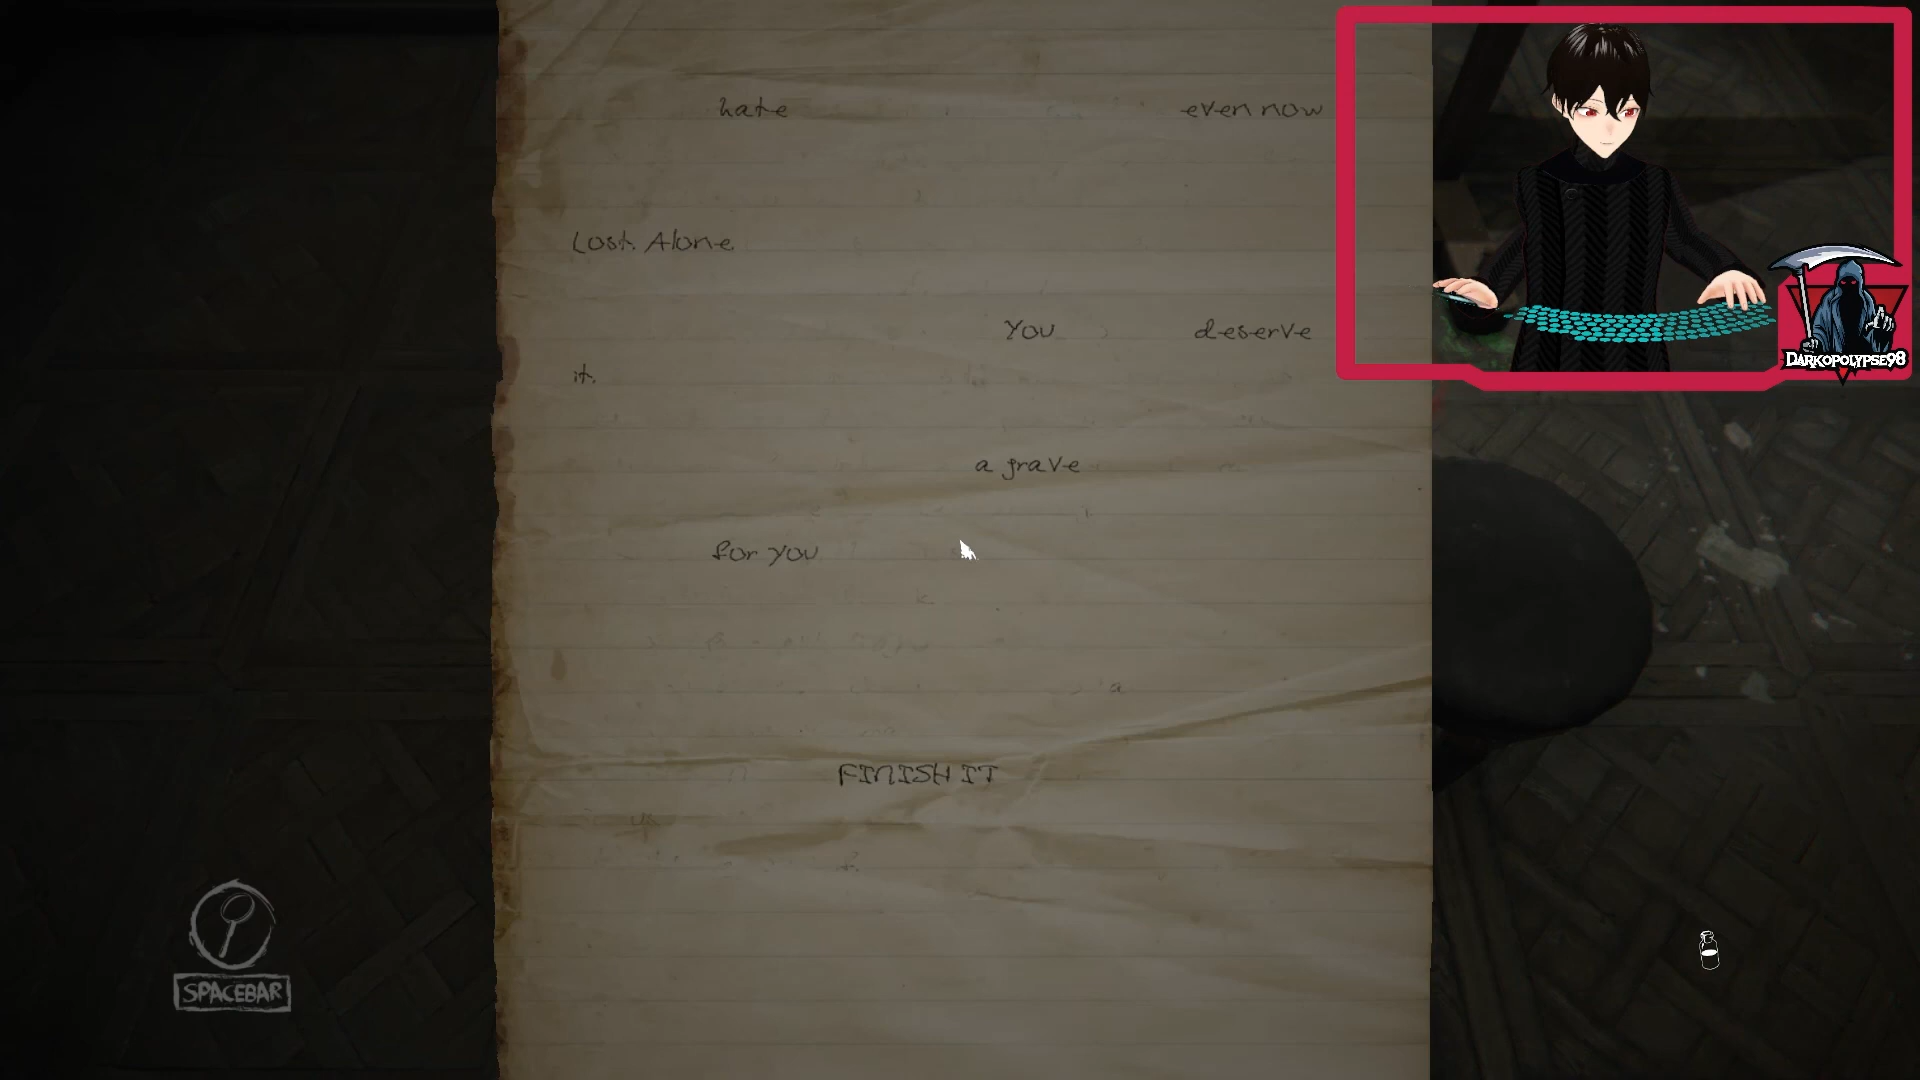 hate even now
Lost. Alone.
You deserve
it.
a grave
for you
FINISH IT
SPACEBAR
DARKOPOLYPSE98